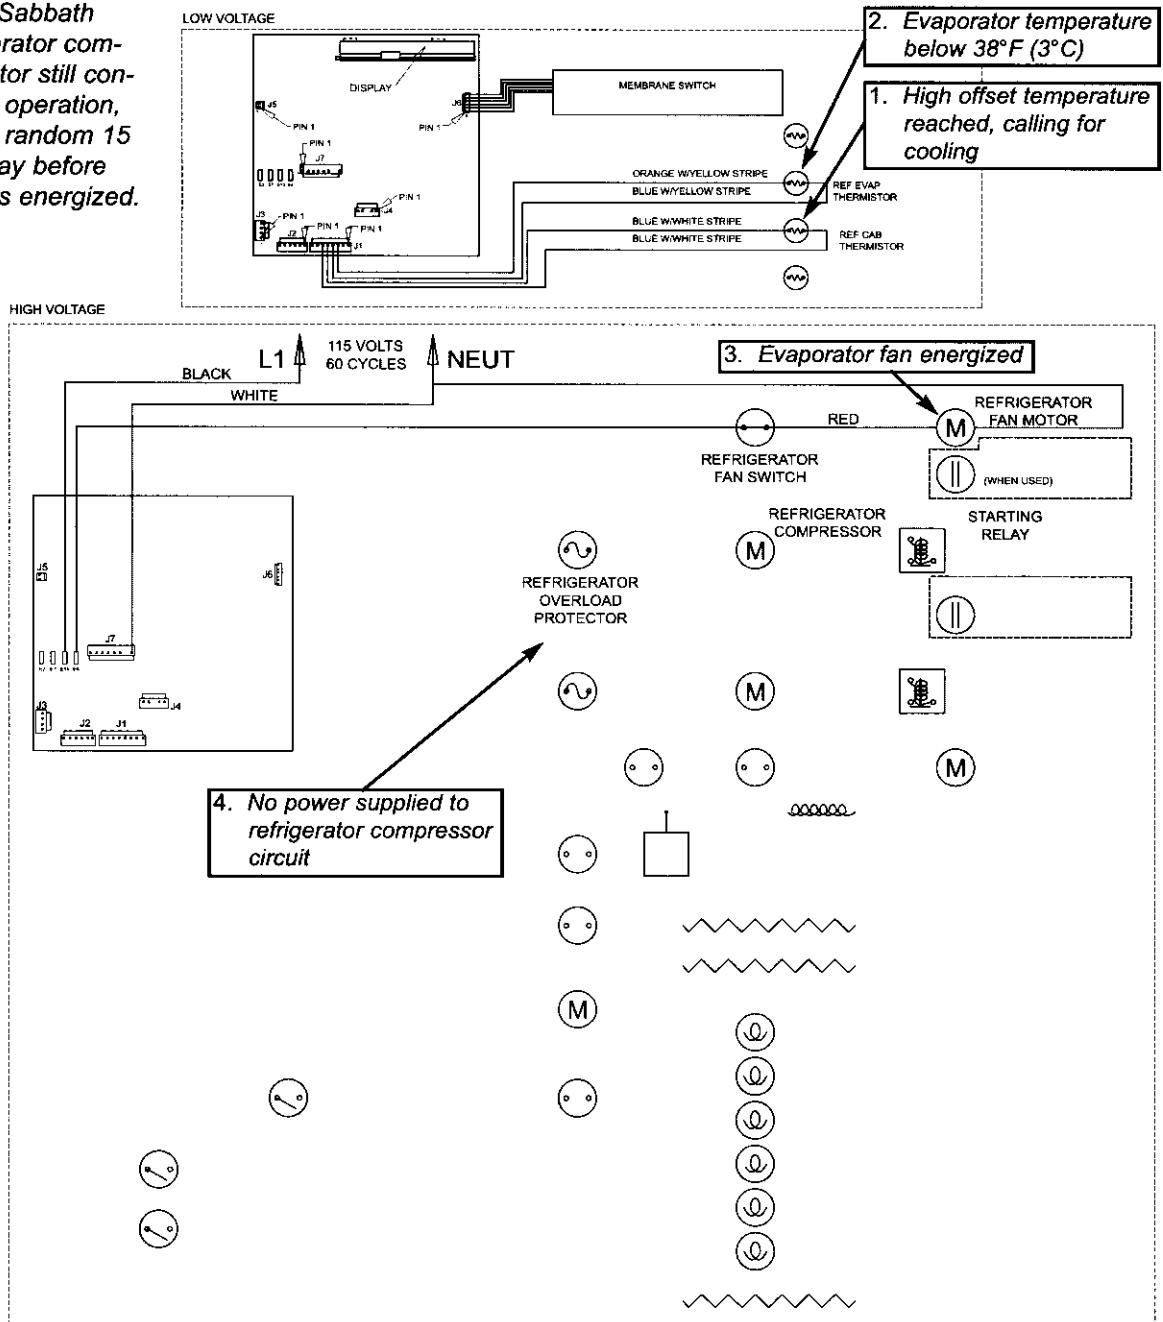 Sabbath
rator com-
tor still con-
operation,
random 15
ay before
s energized.
LOW VOLTAGE
2. Evaporator temperature
below 38°F (3°C)
1. High offset temperature
reached, calling for
cooling
DISPLAY
MEMBRANE SWITCH
J5
PIN 1
J6
PIN 1
PIN 1
J7
PIN 1
J4
J3
PIN 1
J2
PIN 1
PIN 1
J1
ORANGE W/YELLOW STRIPE
BLUE W/YELLOW STRIPE
REF EVAP
THERMISTOR
BLUE W/WHITE STRIPE
BLUE W/WHITE STRIPE
REF CAB
THERMISTOR
HIGH VOLTAGE
L1
115 VOLTS
60 CYCLES
NEUT
BLACK
WHITE
3. Evaporator fan energized
RED
M
REFRIGERATOR
FAN MOTOR
REFRIGERATOR
FAN SWITCH
(WHEN USED)
REFRIGERATOR
COMPRESSOR
M
STARTING
RELAY
REFRIGERATOR
OVERLOAD
PROTECTOR
J5
J6
J7
J4
J3
J2
J1
M
M
4. No power supplied to
refrigerator compressor
circuit
M